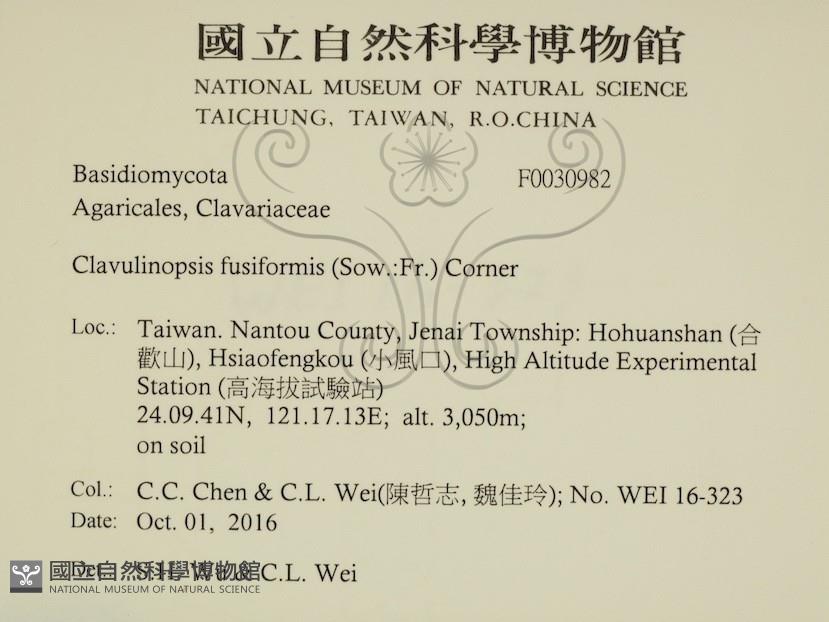 國立自然科學博物館
NATIONAL MUSEUM OF NATURAL SCIENCE
TAICHUNG, TAIWAN, R.O.CHINA
Basidiomycota F0030982
Agaricales, Clavariaceae
Clavulinopsis fusiformis (Sow.:Fr.) Corner
Loc.: Taiwan. Nantou County, Jenai Township: Hohuanshan (合
歡山), Hsiaofengkou (小風口), High Altitude Experimental
Station (高海拔試驗站)
24.09.41N, 121.17.13E; alt. 3,050m;
on soil
Col.: C.C. Chen & C.L. Wei(陳哲志, 魏佳玲); No. WEI 16-323
Date: Oct. 01, 2016
& C.L. Wei
國立自然科學博物館
NATIONAL MUSEUM OF NATURAL SCIENCE